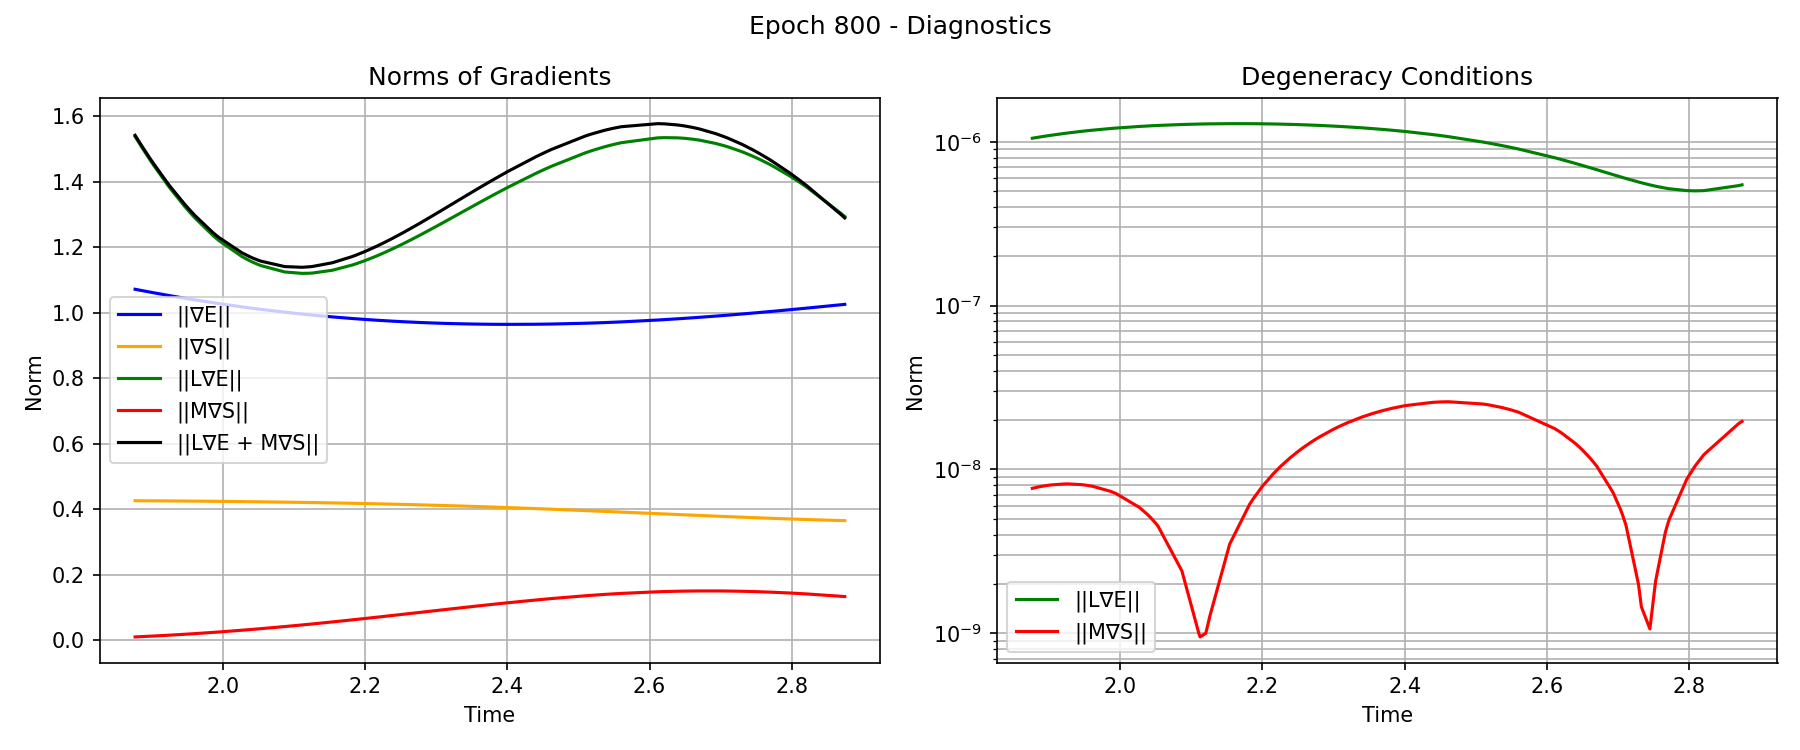 Epoch 800 - Diagnostics
Norms of Gradients
Norm
1.6
1.4
1.2
1.0
0.8
0.6
0.4
0.2
0.0
||∇E||
||∇S||
||L∇E||
||M∇S||
||L∇E + M∇S||
2.0
2.2
2.4
2.6
2.8
Time
Degeneracy Conditions
Norm
10⁻⁶
10⁻⁷
10⁻⁸
10⁻⁹
||L∇E||
||M∇S||
2.0
2.2
2.4
2.6
2.8
Time